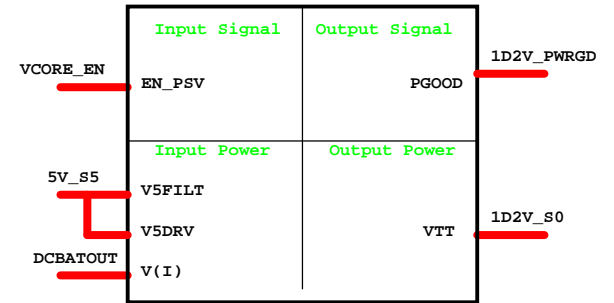 Input Signal
Output Signal
VCORE_EN
EN_PSV
PGOOD
1D2V_PWRGD
Input Power
Output Power
5V_S5
V5FILT
V5DRV
VTT
1D2V_S0
DCBATOUT
V(I)